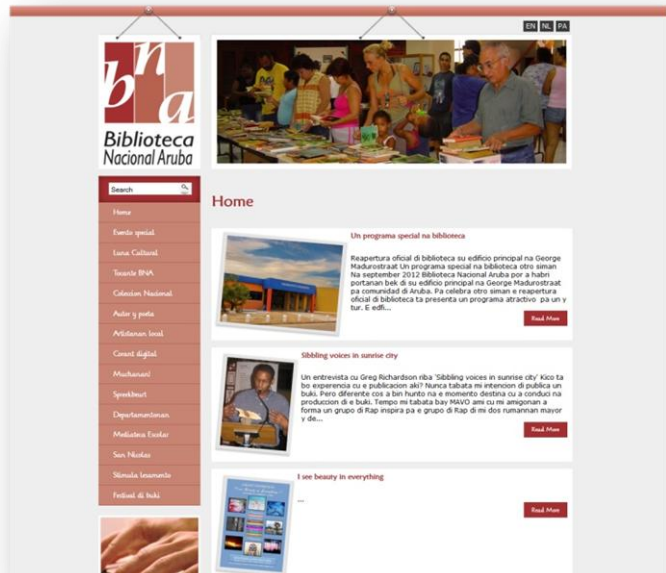 EN NL PA
bna
Biblioteca
Nacional Aruba
Search
Home
Evento special
Luna Cultural
Tocante BNA
Coleccion Nacional
Autor y poeta
Artistanan local
Corant digital
Muchanan!
Spreekbeurt
Departamentonan
Mediateca Escolar
San Nicolas
Stimula lesamento
Festival di buki
Home
Un programa special na biblioteca
Reapertura oficial di biblioteca su edificio principal na George
Madurostraat Un programa special na biblioteca otro siman
Na september 2012 Biblioteca Nacional Aruba por a habri
portanan bek di su edificio principal na George Madurostraat
pa comunidad di Aruba. Pa celebra otro siman e reapertura
oficial di biblioteca ta presenta un programa atractivo pa un y
tur. E edfi...
Read More
Sibbling voices in sunrise city
Un entrevista cu Greg Richardson riba 'Sibbling voices in sunrise city' Kico ta
bo experencia cu e publicacion aki? Nunca tabata mi intencion di publica un
buki. Pero diferente cos a bin hunto na e momento destina cu a conduci na
produccion di e buki. Tempo mi tabata bay MAVO ami cu mi amigonan a
forma un grupo di Rap inspira pa e grupo di Rap di mi dos rumannan mayor
y de...
Read More
I see beauty in everything
...
Read More